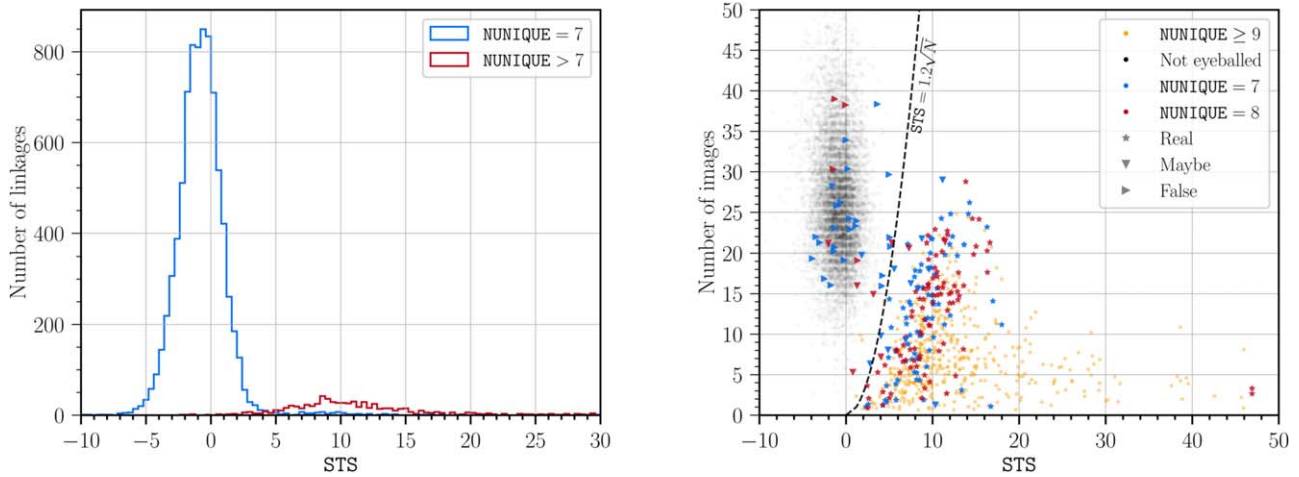 NUNIQUE = 7
NUNIQUE > 7
Number of linkages
800
600
400
200
0
−10 −5 0 5 10 15 20 25 30
STS
NUNIQUE ≥ 9
Not eyeballed
NUNIQUE = 7
NUNIQUE = 8
Real
Maybe
False
STS = 1.2√N
Number of images
50
45
40
35
30
25
20
15
10
5
0
−10 0 10 20 30 40 50
STS